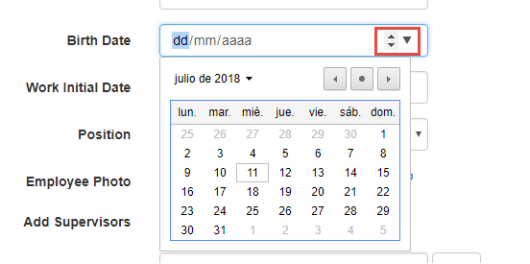 Birth Date dd/mm/aaaa
julio de 2018
Work Initial Date
lun. mar. mié. jue. vie. sáb. dom.
25 26 27 28 29 30 1
Position
2 3 4 5 6 7 8
9 10 11 12 13 14 15
Employee Photo
16 17 18 19 20 21 22
Add Supervisors
23 24 25 26 27 28 29
30 31 1 2 3 4 5